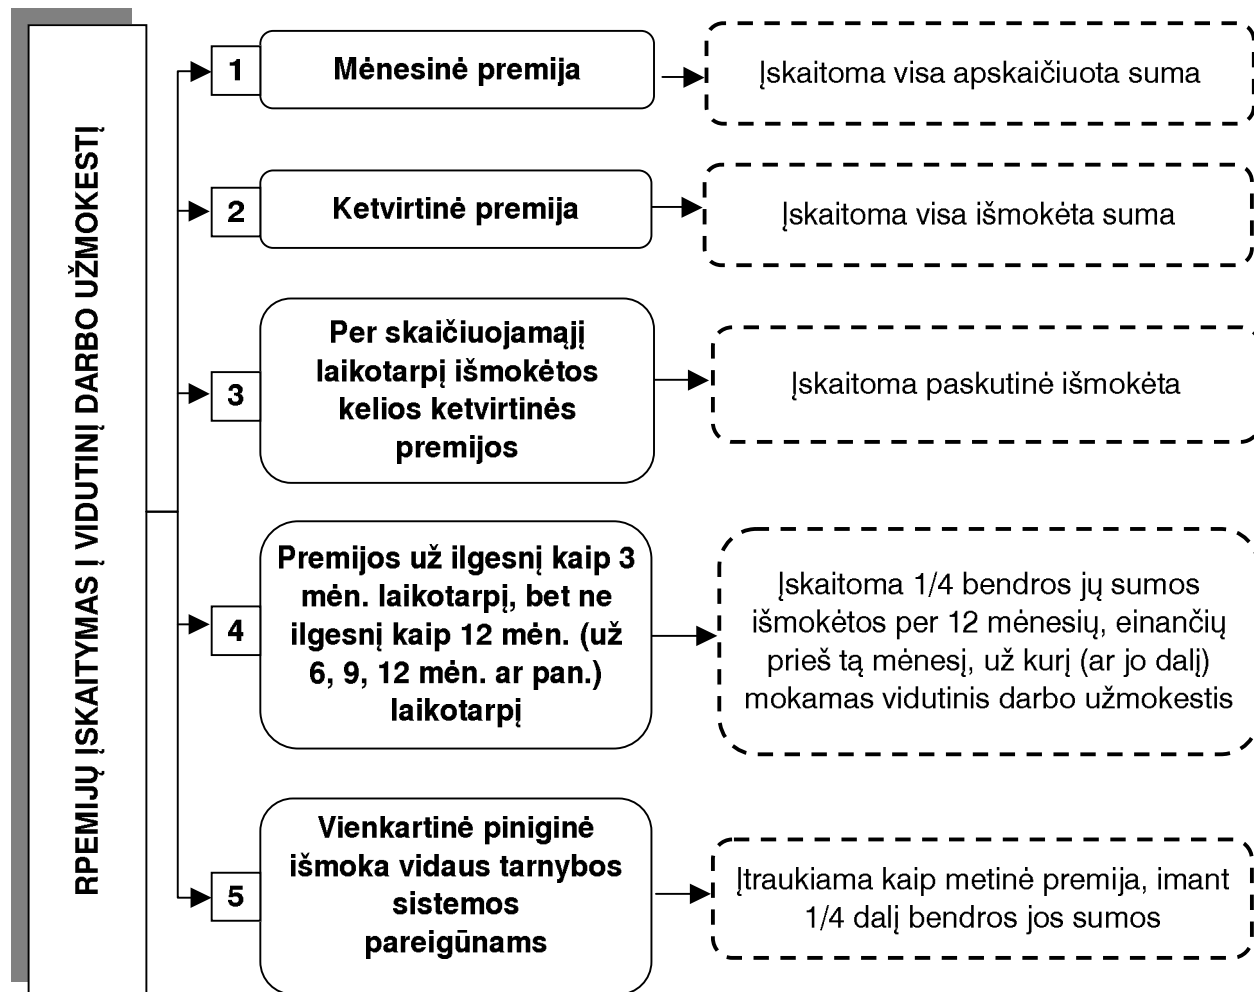 RPEMIJŲ ĮSKAITYMAS Į VIDUTINĮ DARBO UŽMOKESTĮ
1
Mėnesinė premija
Įskaitoma visa apskaičiuota suma
2
Ketvirtinė premija
Įskaitoma visa išmokėta suma
3
Per skaičiuojamąjį
laikotarpį išmokėtos
kelios ketvirtinės
premijos
Įskaitoma paskutinė išmokėta
4
Premijos už ilgesnį kaip 3
mėn. laikotarpį, bet ne
ilgesnį kaip 12 mėn. (už
6, 9, 12 mėn. ar pan.)
laikotarpį
Įskaitoma 1/4 bendros jų sumos
išmokėtos per 12 mėnesių, einančių
prieš tą mėnesį, už kurį (ar jo dalį)
mokamas vidutinis darbo užmokestis
5
Vienkartinė piniginė
išmoka vidaus tarnybos
sistemos
pareigūnams
Įtraukiama kaip metinė premija, imant
1/4 dalį bendros jos sumos